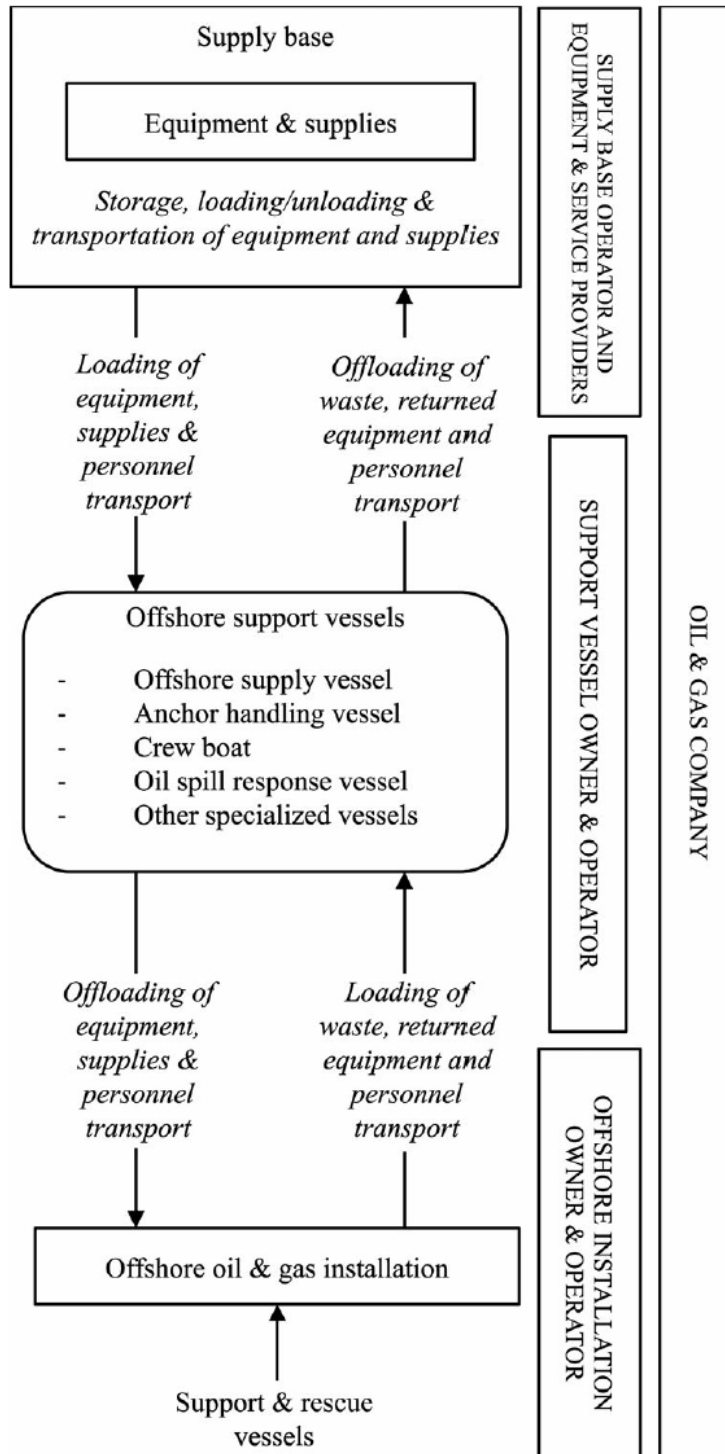 Supply base
Equipment & supplies
Storage, loading/unloading &
transportation of equipment and supplies
Loading of
equipment,
supplies &
personnel
transport
Offloading of
waste, returned
equipment and
personnel
transport
Offshore support vessels
- Offshore supply vessel
- Anchor handling vessel
- Crew boat
- Oil spill response vessel
- Other specialized vessels
Offloading of
equipment,
supplies &
personnel
transport
Loading of
waste, returned
equipment and
personnel
transport
Offshore oil & gas installation
Support & rescue
vessels
SUPPLY BASE OPERATOR AND
EQUIPMENT & SERVICE PROVIDERS
SUPPORT VESSEL OWNER & OPERATOR
OFFSHORE INSTALLATION
OWNER & OPERATOR
OIL & GAS COMPANY